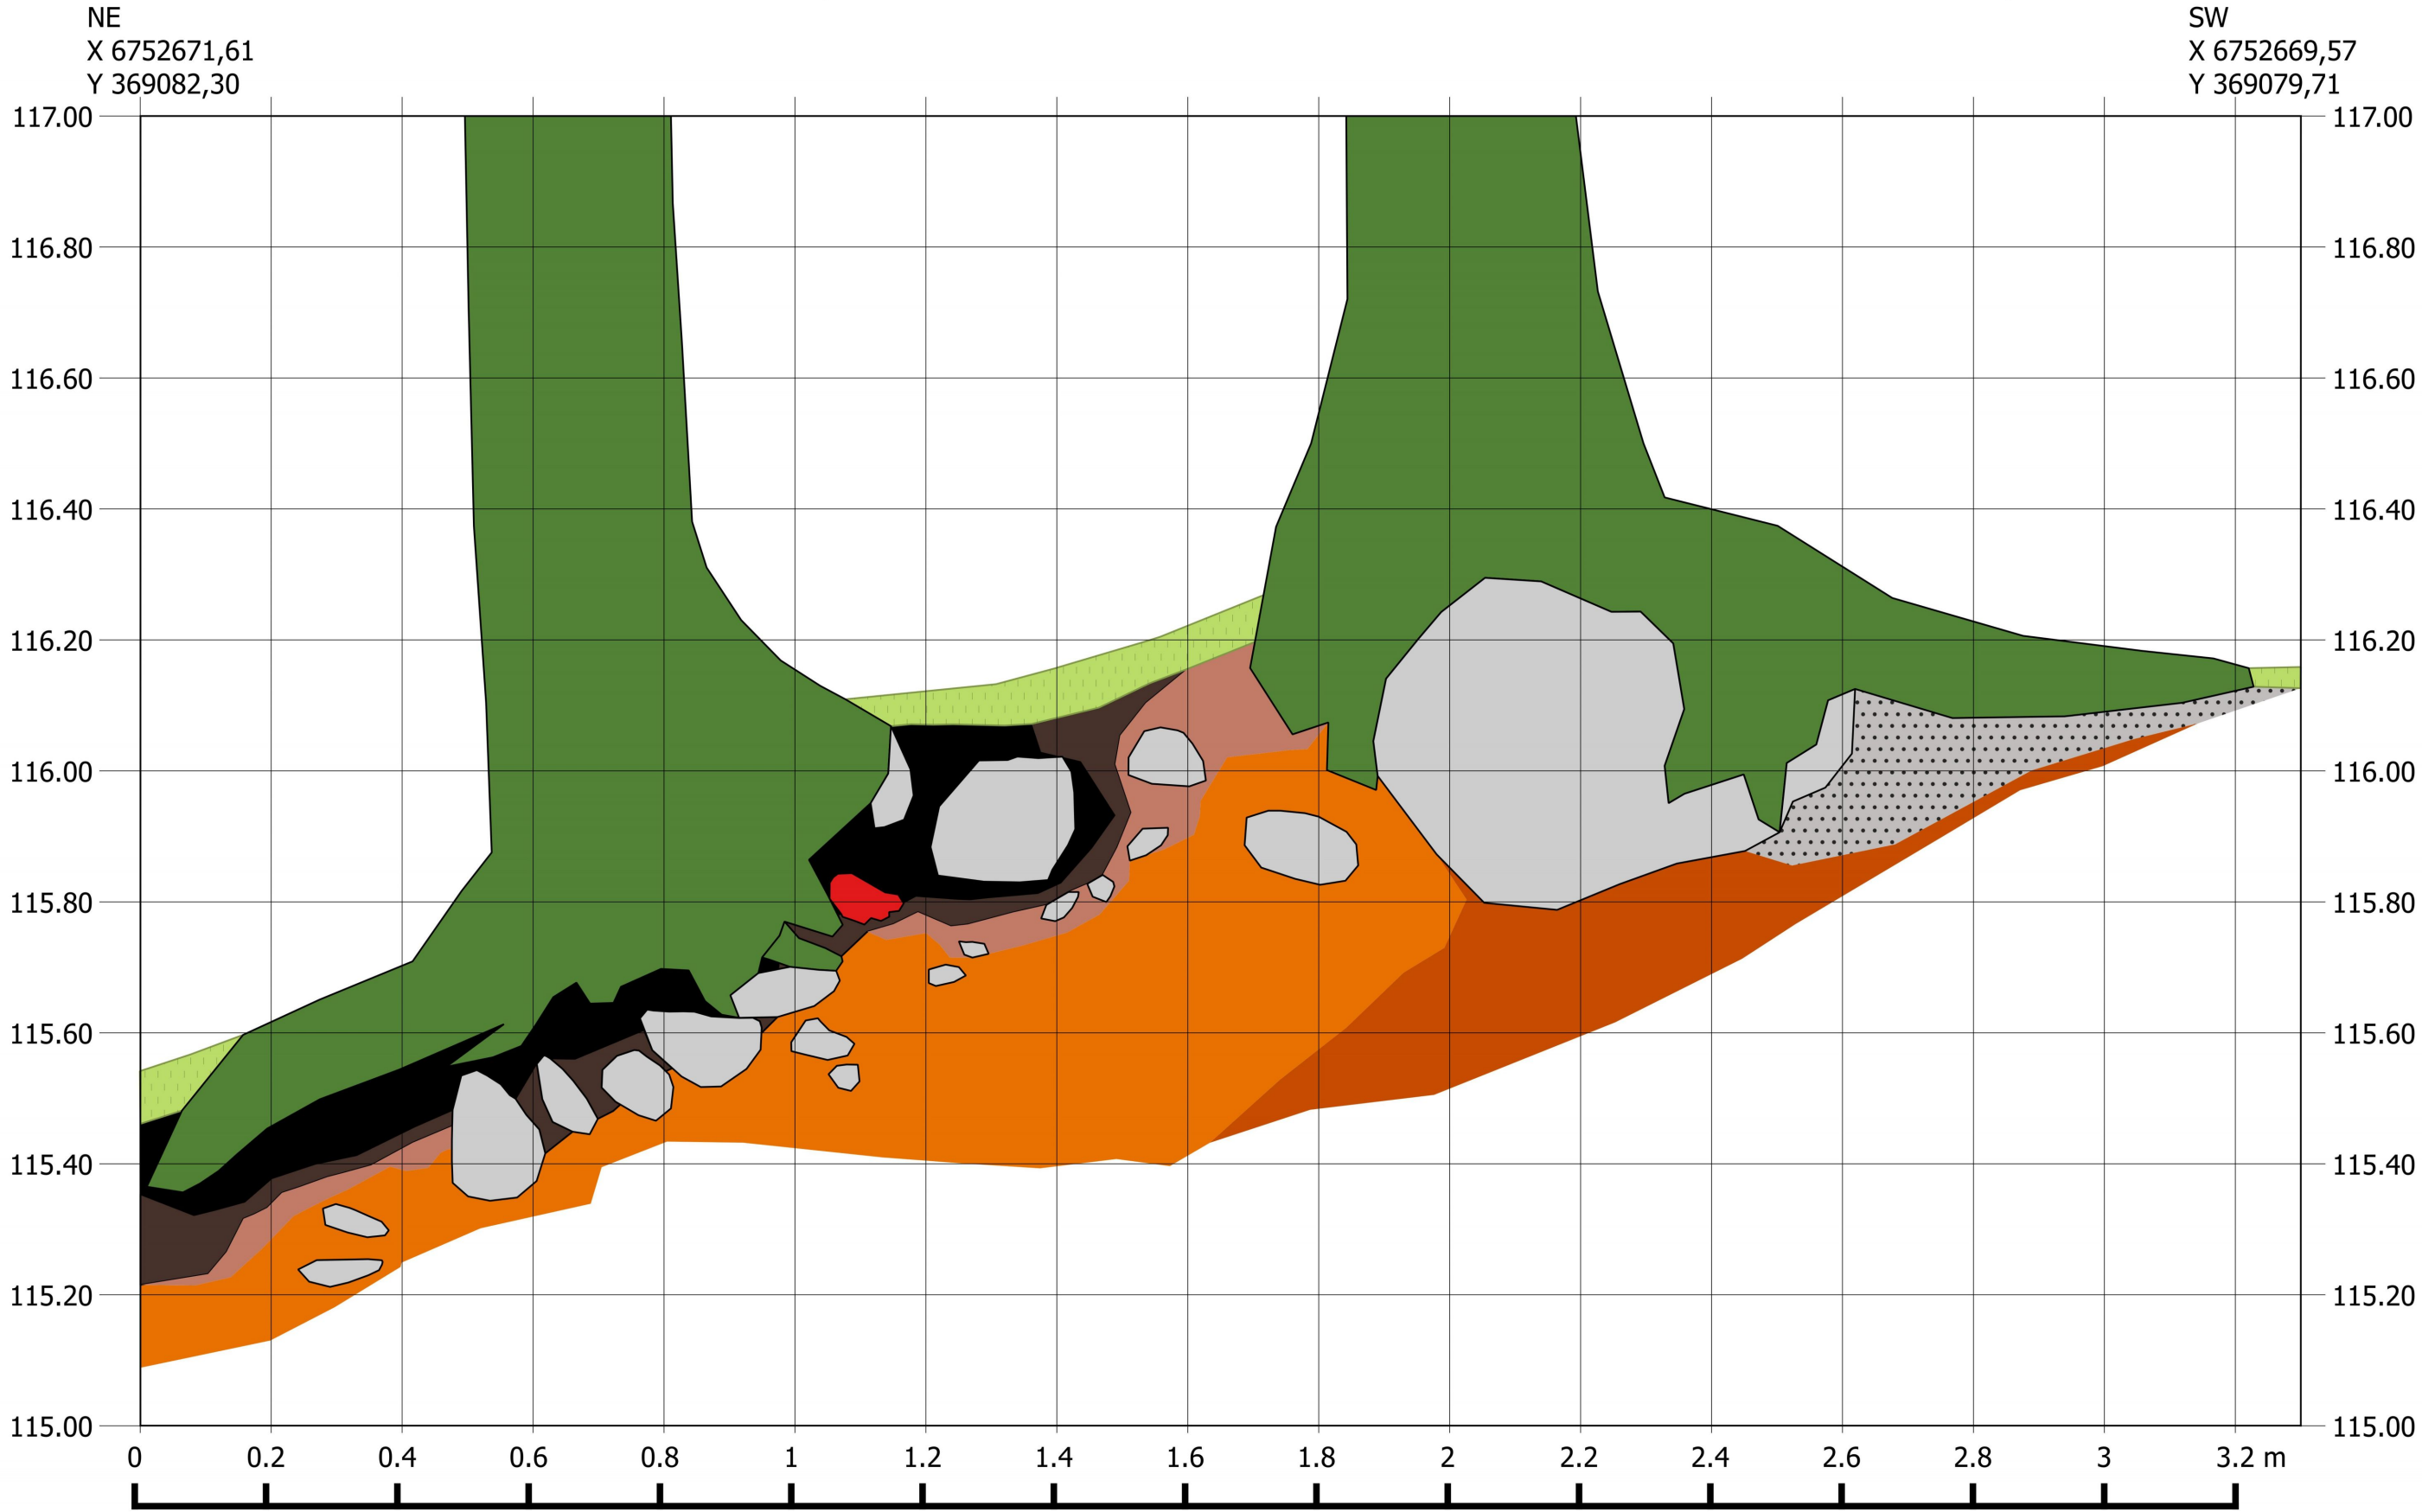 NE
X 6752671,61
Y 369082,30
SW
X 6752669,57
Y 369079,71
117.00 117.00
116.80 116.80
116.60 116.60
116.40 116.40
116.20 116.20
116.00 116.00
115.80 115.80
115.60 115.60
115.40 115.40
115.20 115.20
115.00 115.00
0 0.2 0.4 0.6 0.8 1 1.2 1.4 1.6 1.8 2 2.2 2.4 2.6 2.8 3 3.2 m